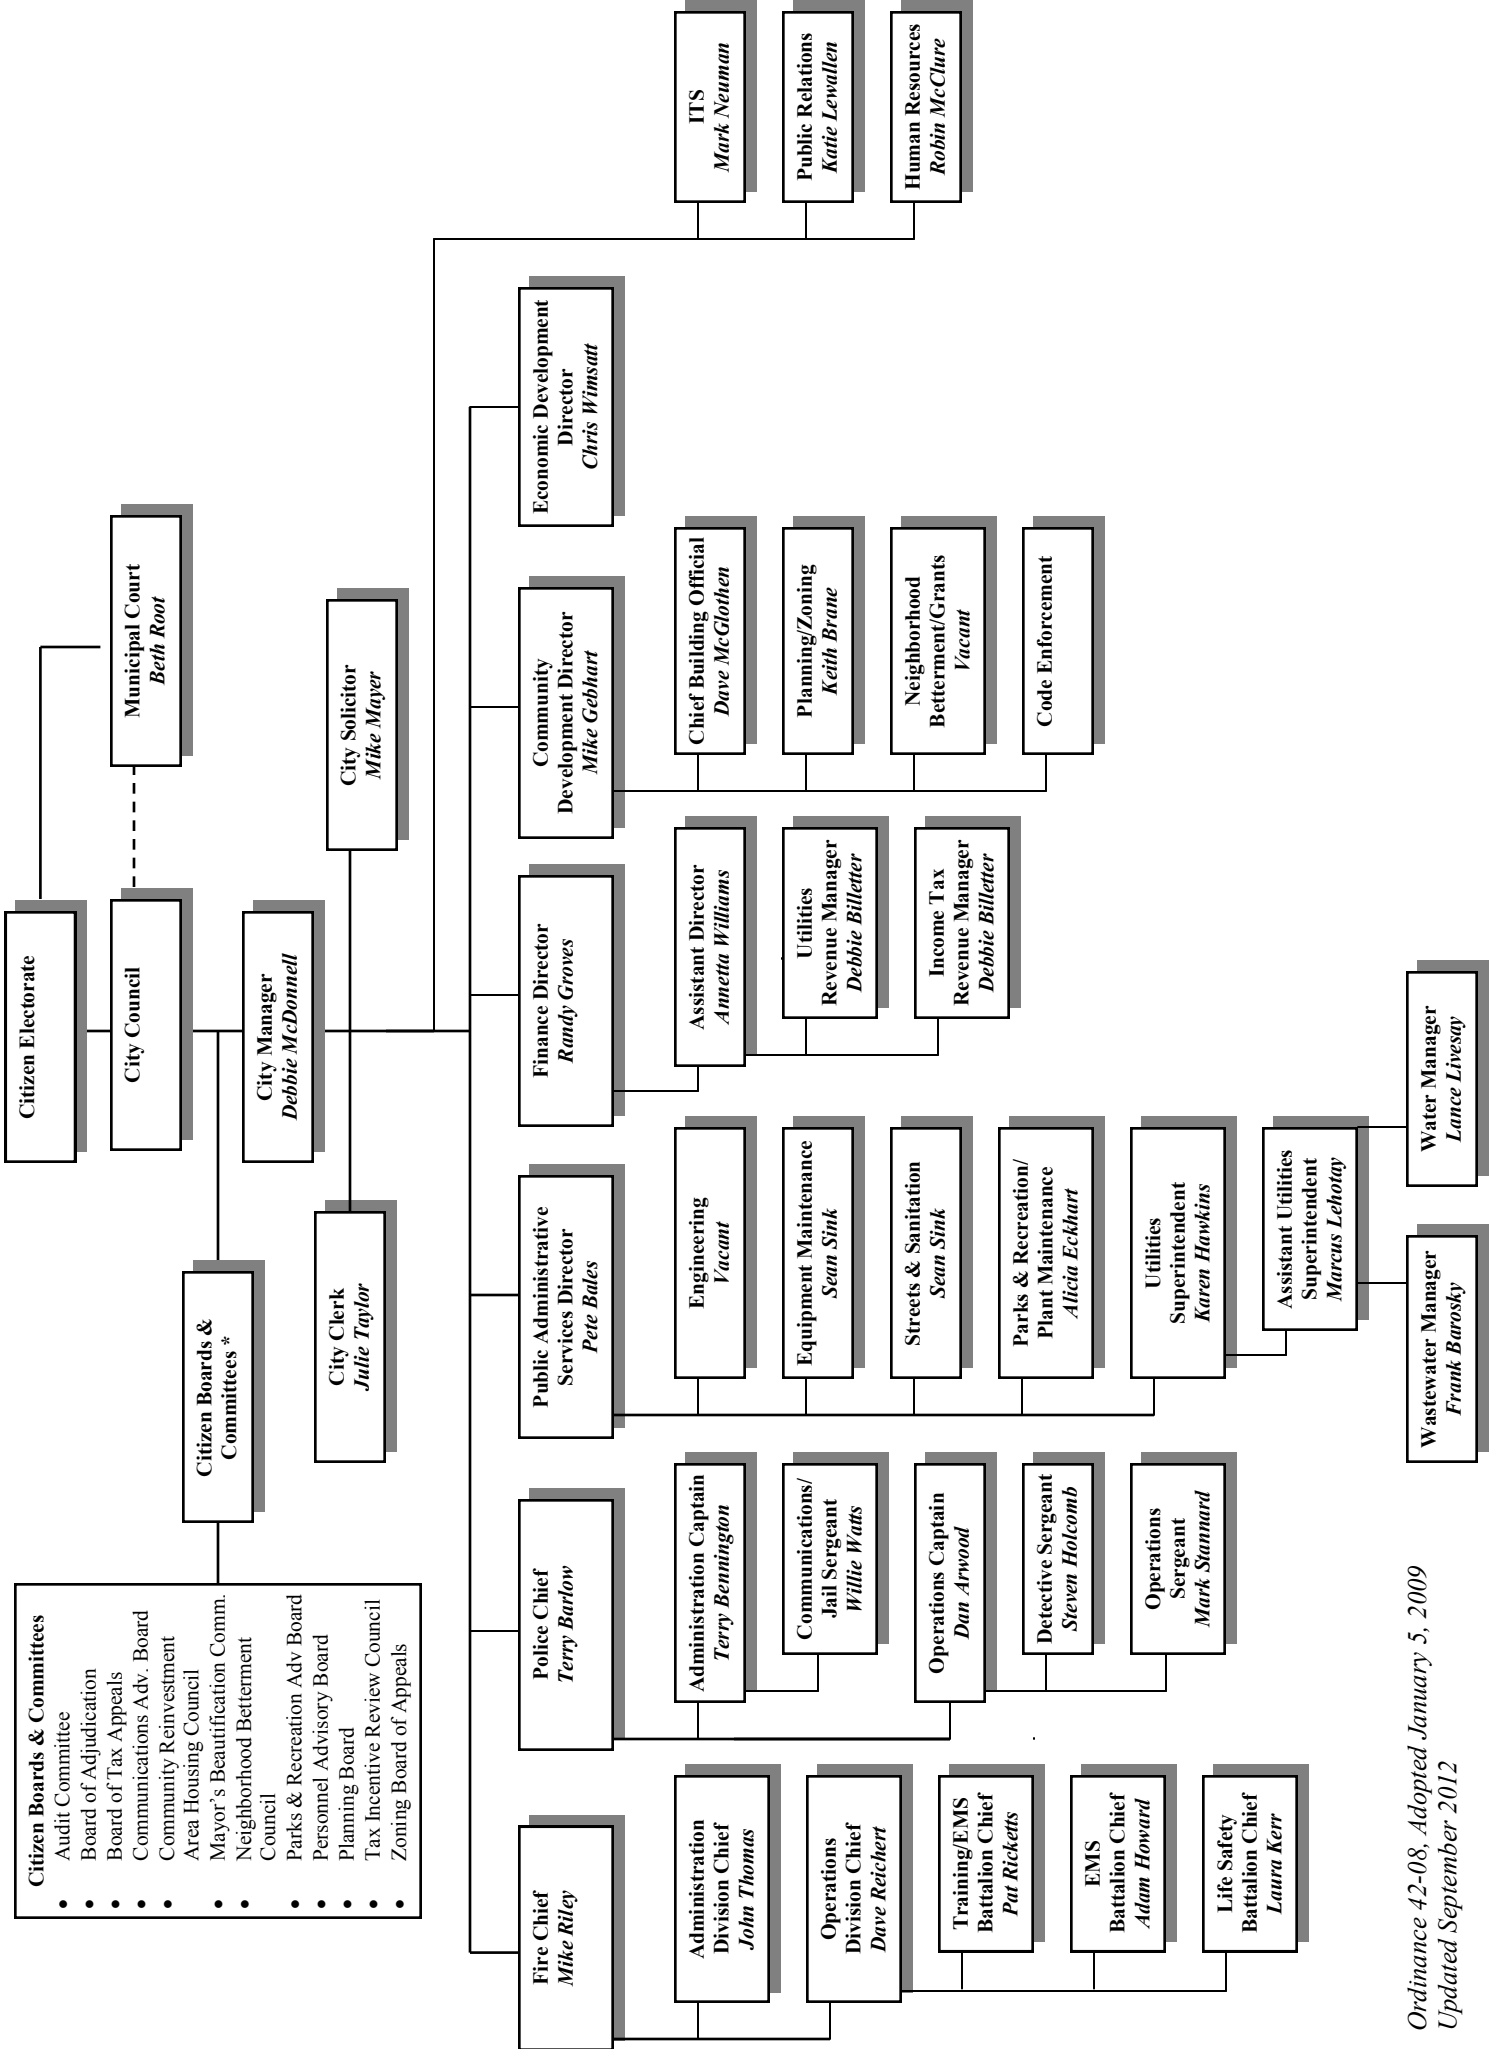 Citizen Electorate
City Council
Municipal Court
Beth Root
Citizen Boards & Committees
• Audit Committee
• Board of Adjudication
• Board of Tax Appeals
• Communications Adv. Board
• Community Reinvestment
Area Housing Council
• Mayor’s Beautification Comm.
• Neighborhood Betterment
Council
• Parks & Recreation Adv Board
• Personnel Advisory Board
• Planning Board
• Tax Incentive Review Council
• Zoning Board of Appeals
Citizen Boards &
Committees *
City Manager
Debbie McDonnell
City Clerk
Julie Taylor
City Solicitor
Mike Mayer
Fire Chief
Mike Riley
Administration
Division Chief
John Thomas
Operations
Division Chief
Dave Reichert
Training/EMS
Battalion Chief
Pat Ricketts
EMS
Battalion Chief
Adam Howard
Life Safety
Battalion Chief
Laura Kerr
Police Chief
Terry Barlow
Administration Captain
Terry Bennington
Communications/
Jail Sergeant
Willie Watts
Operations Captain
Dan Arwood
Detective Sergeant
Steven Holcomb
Operations
Sergeant
Mark Stannard
Public Administrative
Services Director
Pete Bales
Engineering
Vacant
Equipment Maintenance
Sean Sink
Streets & Sanitation
Sean Sink
Parks & Recreation/
Plant Maintenance
Alicia Eckhart
Utilities
Superintendent
Karen Hawkins
Assistant Utilities
Superintendent
Marcus Lehotay
Wastewater Manager
Frank Barosky
Water Manager
Lance Livesay
Finance Director
Randy Groves
Assistant Director
Annetta Williams
Utilities
Revenue Manager
Debbie Billetter
Income Tax
Revenue Manager
Debbie Billetter
Community
Development Director
Mike Gebhart
Chief Building Official
Dave McGlothen
Planning/Zoning
Keith Brane
Neighborhood
Betterment/Grants
Vacant
Code Enforcement
Economic Development
Director
Chris Wimsatt
ITS
Mark Neuman
Public Relations
Katie Lewallen
Human Resources
Robin McClure
Ordinance 42-08, Adopted January 5, 2009
Updated September 2012